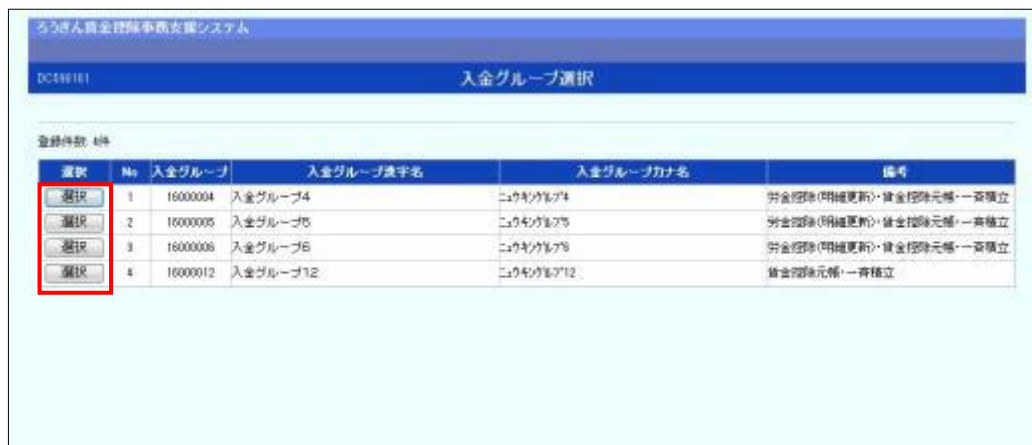 ろうきん賃金控除事務支援システム
入金グループ選択
登録件数 4件
選択 No 入金グループ 入金グループ漢字名 入金グループカナ名 備考
選択 1 16000004 入金グループ4 ニュウキングループ4 労金控除(明細更新)・賃金控除元帳・一斉積立
選択 2 16000005 入金グループ5 ニュウキングループ5 労金控除(明細更新)・賃金控除元帳・一斉積立
選択 3 16000006 入金グループ6 ニュウキングループ6 労金控除(明細更新)・賃金控除元帳・一斉積立
選択 4 16000012 入金グループ12 ニュウキングループ12 賃金控除元帳・一斉積立